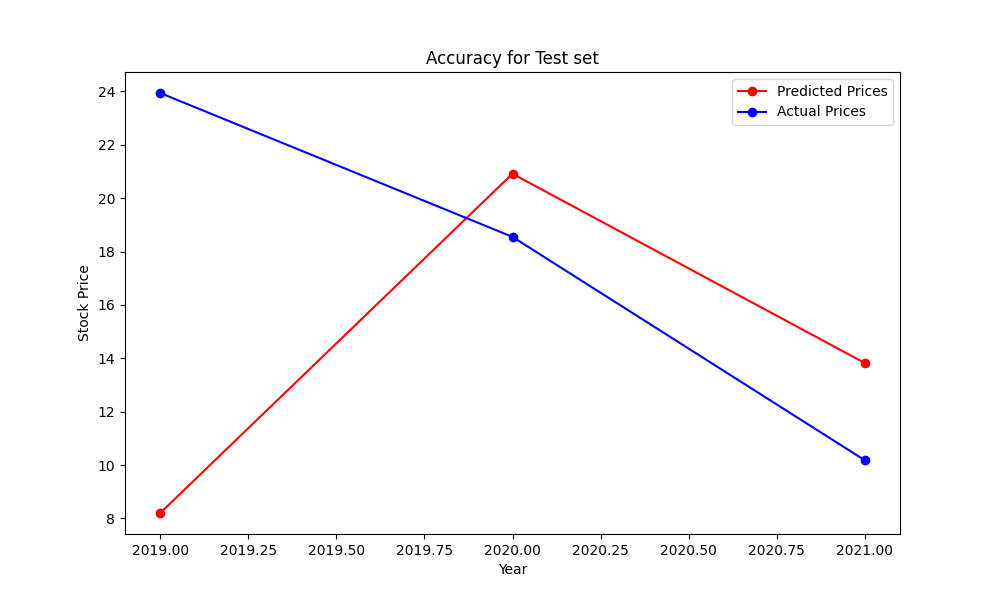 Accuracy for Test set
Predicted Prices
Actual Prices
Stock Price
24
22
20
18
16
14
12
10
8
2019.00 2019.25 2019.50 2019.75 2020.00 2020.25 2020.50 2020.75 2021.00
Year